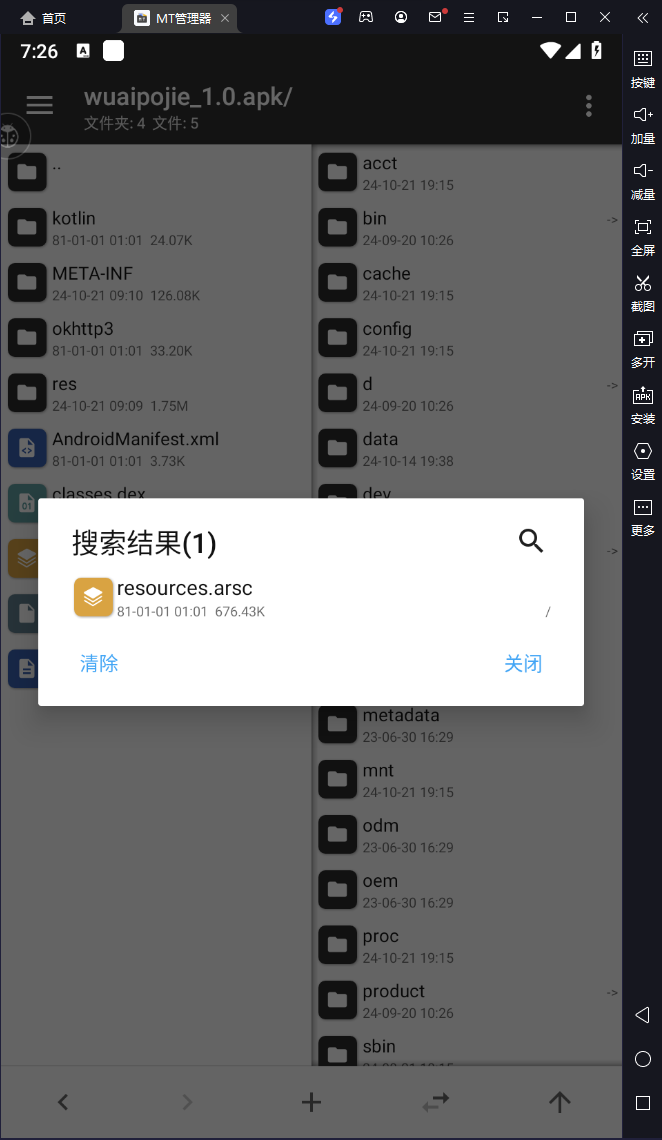 首页
MT管理器
7:26
A
wuaipojie_1.0.apk/
文件夹: 4 文件: 5
..
kotlin
81-01-01 01:01 24.07K
META-INF
24-10-21 09:10 126.08K
okhttp3
81-01-01 01:01 33.20K
res
24-10-21 09:09 1.75M
AndroidManifest.xml
81-01-01 01:01 3.73K
classes.dex
acct
24-10-21 19:15
bin
24-09-20 10:26
->
cache
24-10-21 19:15
config
24-10-21 19:15
d
24-09-20 10:26
->
data
24-10-14 19:38
dev
->
搜索结果(1)
resources.arsc
81-01-01 01:01 676.43K
/
清除
关闭
metadata
23-06-30 16:29
mnt
24-10-21 19:15
odm
23-06-30 16:29
oem
23-06-30 16:29
proc
24-10-21 19:15
product
24-09-20 10:26
->
sbin
按键
加量
减量
全屏
截图
多开
APK
安装
设置
更多